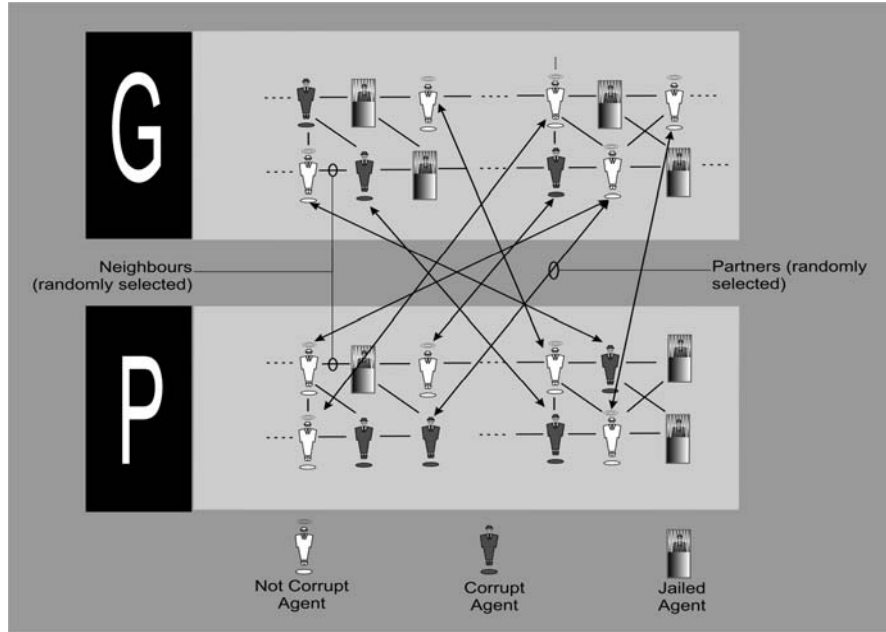 G
Neighbours
(randomly selected)
Partners (randomly
selected)
P
Not Corrupt
Agent
Corrupt
Agent
Jailed
Agent